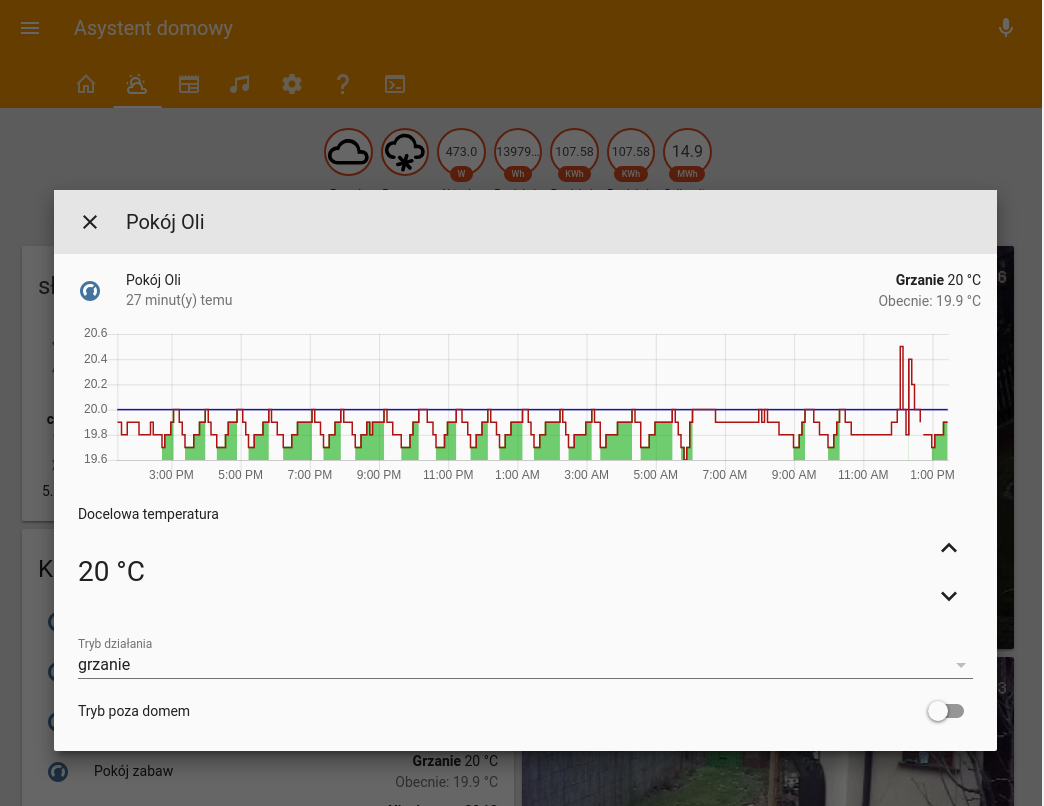 Asystent domowy
473.0
13979...
107.58
107.58
14.9
W
Wh
KWh
KWh
MWh
Pokój Oli
Pokój Oli
27 minut(y) temu
Grzanie 20 °C
Obecnie: 19.9 °C
20.6
20.4
20.2
20.0
19.8
19.6
3:00 PM 5:00 PM 7:00 PM 9:00 PM 11:00 PM 1:00 AM 3:00 AM 5:00 AM 7:00 AM 9:00 AM 11:00 AM 1:00 PM
Docelowa temperatura
20 °C
Tryb działania
grzanie
Tryb poza domem
Pokój zabaw
Grzanie 20 °C
Obecnie: 19.9 °C